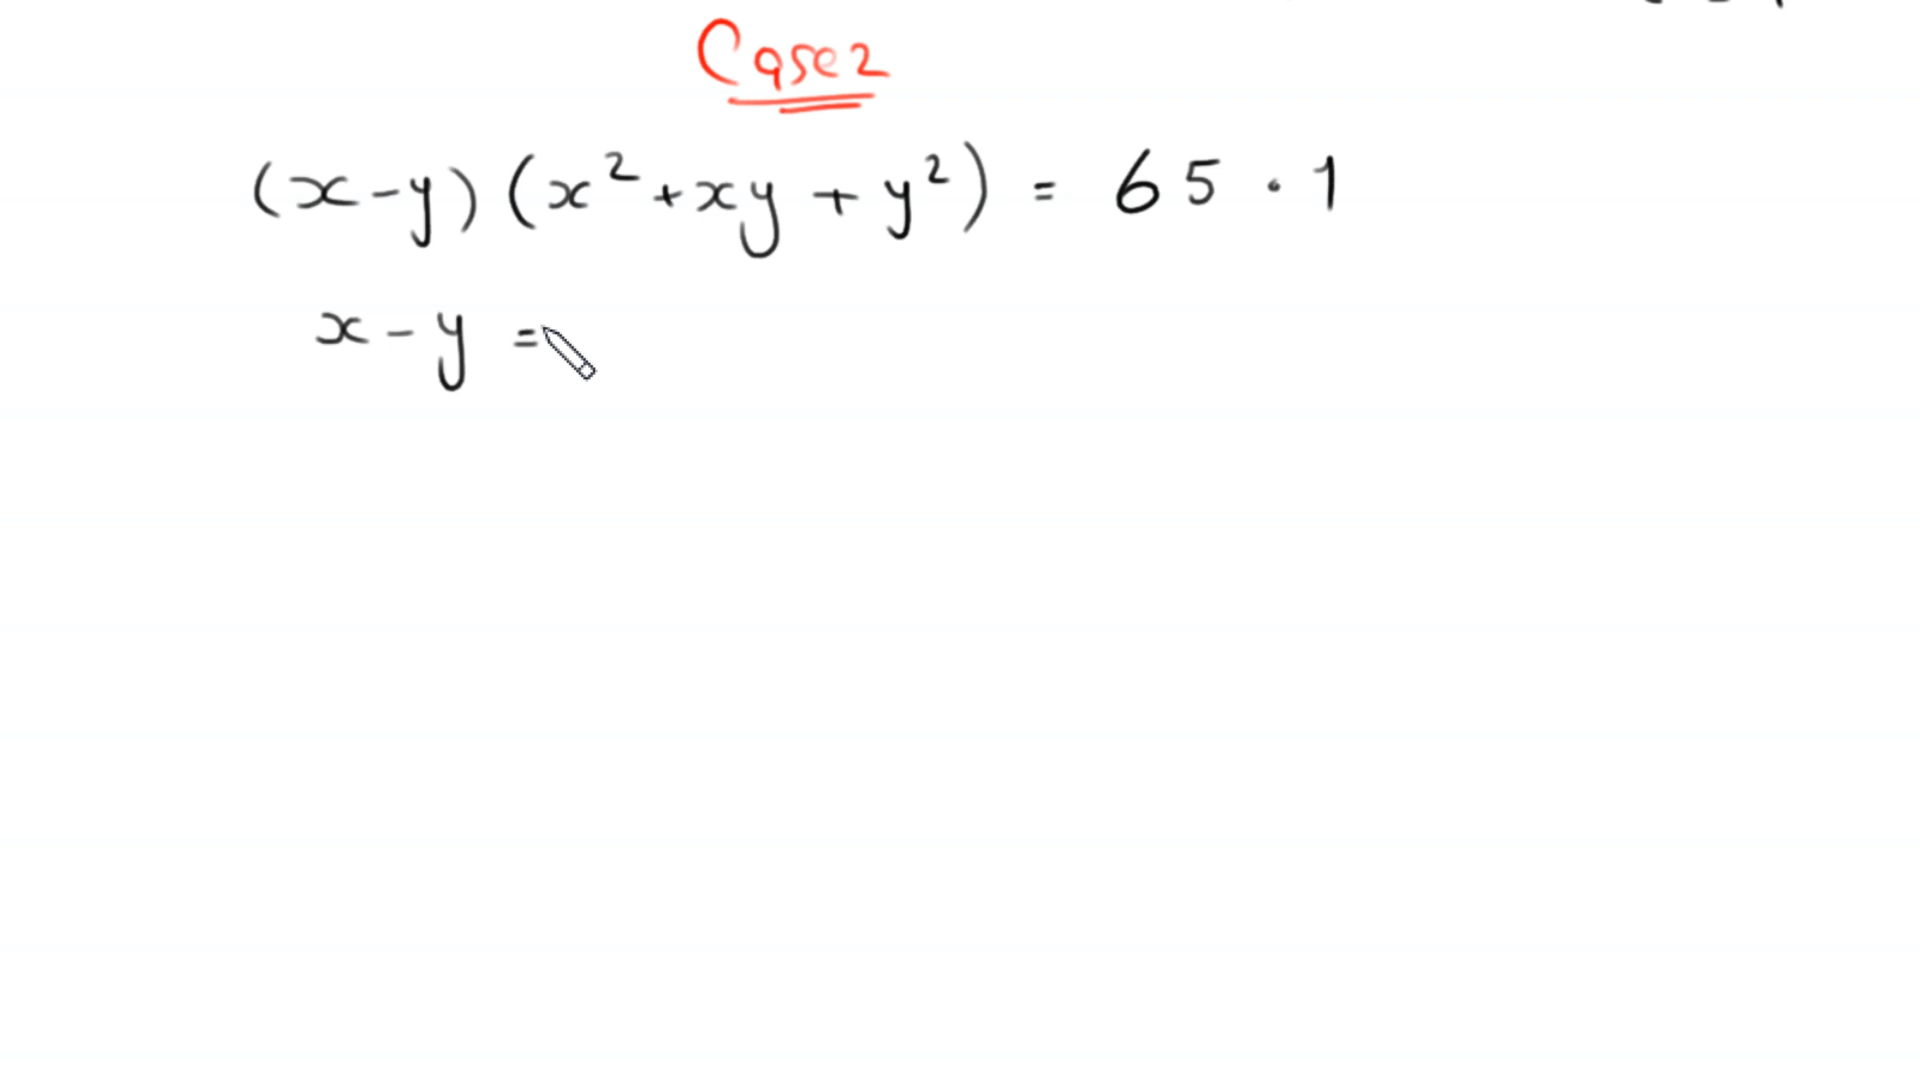 Case 2
(x-y)(x²+xy+y²) = 65·1
x-y =